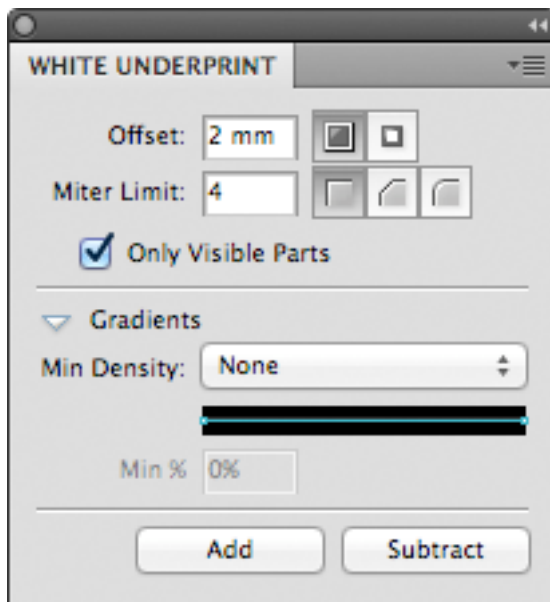 WHITE UNDERPRINT
Offset: 2 mm
Miter Limit: 4
Only Visible Parts
Gradients
Min Density: None
Min % 0%
Add Subtract